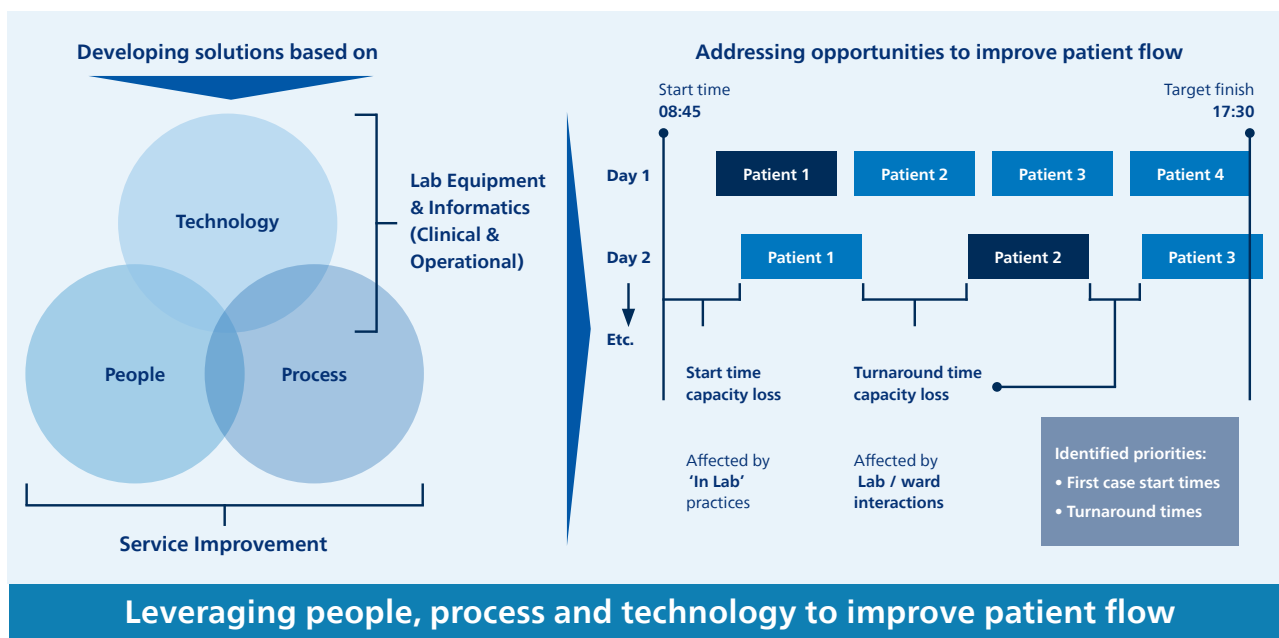 Developing solutions based on
Technology
People
Process
Lab Equipment
& Informatics
(Clinical &
Operational)
Service Improvement
Addressing opportunities to improve patient flow
Start time
08:45
Target finish
17:30
Day 1
Patient 1
Patient 2
Patient 3
Patient 4
Day 2
Patient 1
Patient 2
Patient 3
Etc.
Start time
capacity loss
Turnaround time
capacity loss
Affected by
‘In Lab’
practices
Affected by
Lab / ward
interactions
Identified priorities:
• First case start times
• Turnaround times
Leveraging people, process and technology to improve patient flow